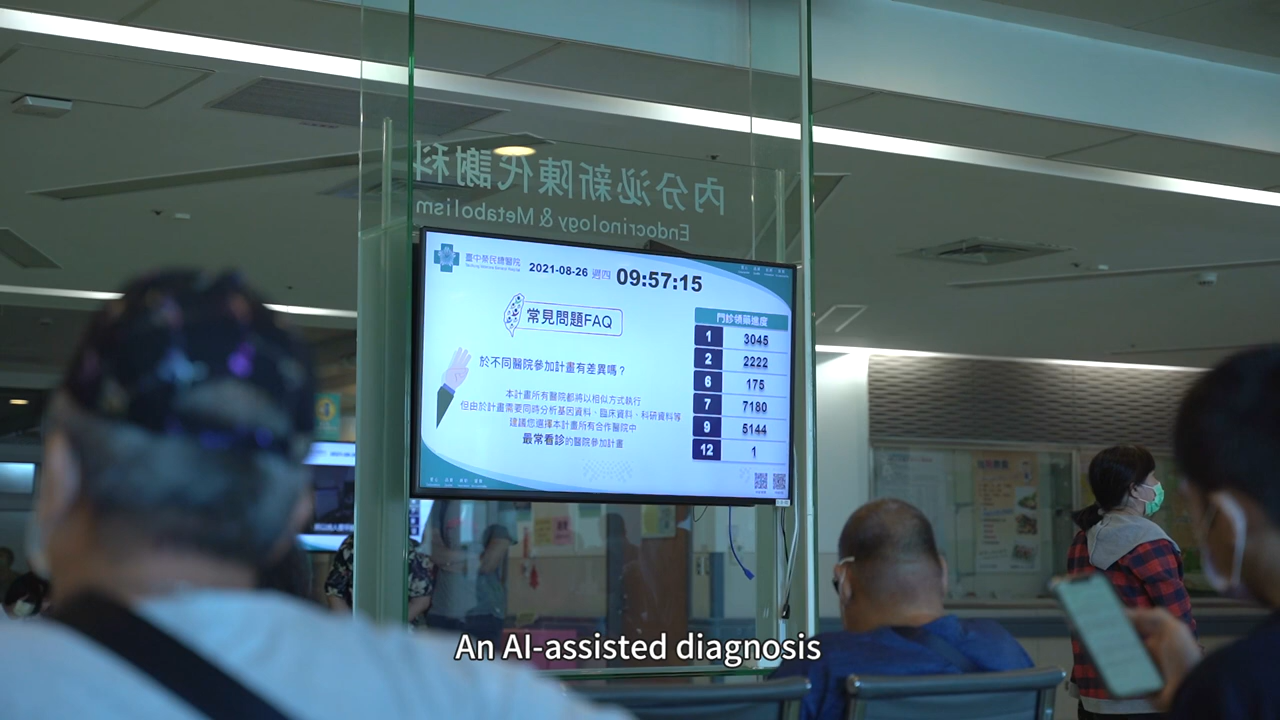 內分泌新陳代謝科
Endocrinology & Metabolism
臺中榮民總醫院
2021-08-26 週四 09:57:15
常見問題FAQ
於不同醫院參加計畫有差異嗎？
本計畫所有醫院都將以相似方式執行
但由於計畫需要同時分析基因資料、臨床資料、科研資料等
建議您選擇本計畫所有合作醫院中
最常看診的醫院參加計畫
門診領藥進度
1 3045
2 2222
6 175
7 7180
9 5144
12 1
An AI-assisted diagnosis